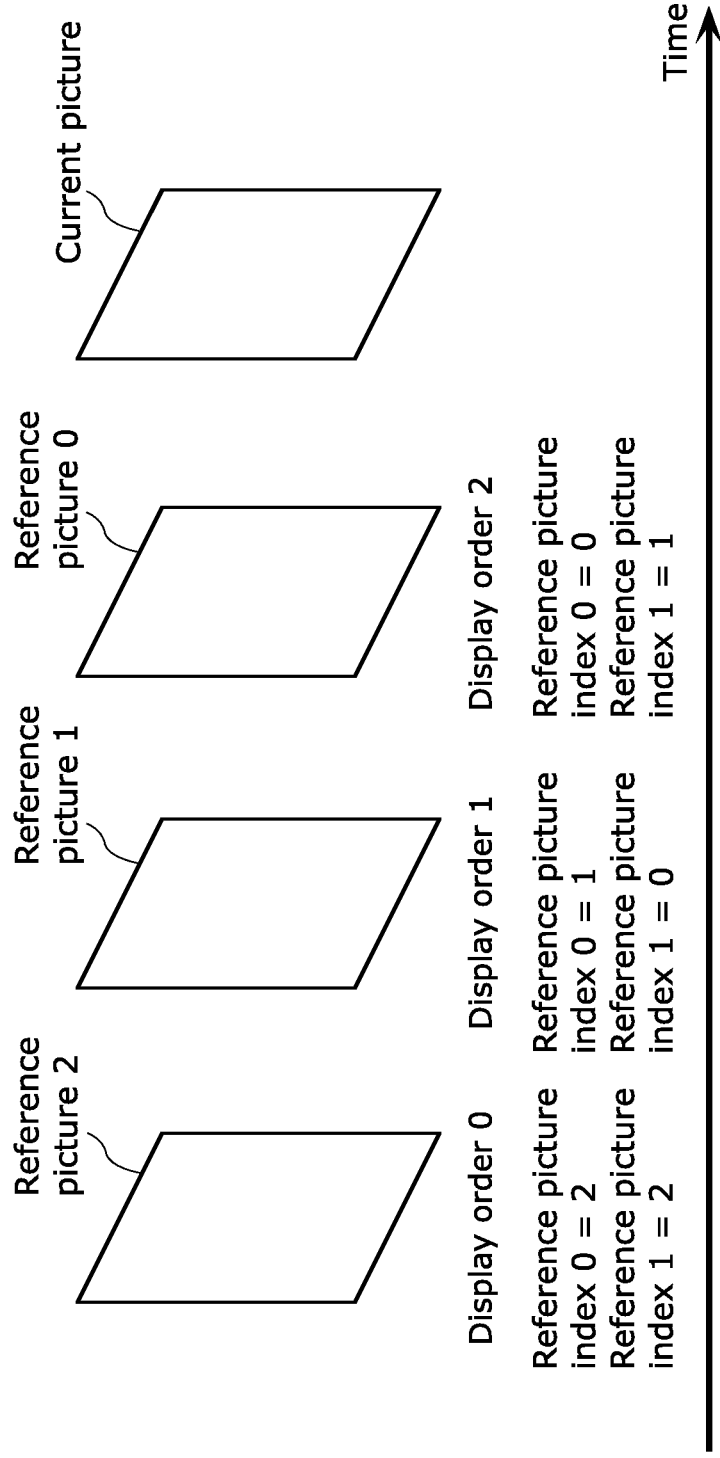 Reference
picture 2
Reference
picture 1
Reference
picture 0
Current picture
Display order 0
Display order 1
Display order 2
Reference picture
index 0 = 2
Reference picture
index 1 = 2
Reference picture
index 0 = 1
Reference picture
index 1 = 0
Reference picture
index 0 = 0
Reference picture
index 1 = 1
Time